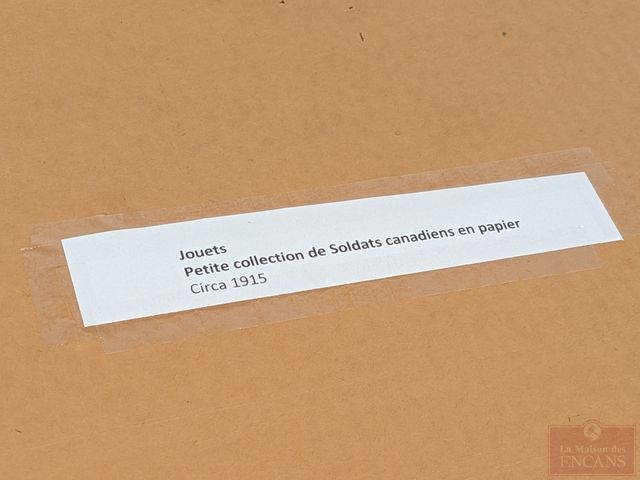 Jouets
Petite collection de Soldats canadiens en papier
Circa 1915
La Maison des
ENCANS